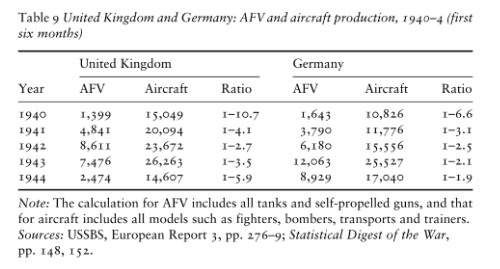 Table 9 United Kingdom and Germany: AFV and aircraft production, 1940–4 (first
six months)
United Kingdom Germany
Year AFV Aircraft Ratio AFV Aircraft Ratio
1940 1,399 15,049 1–10.7 1,643 10,826 1–6.6
1941 4,841 20,094 1–4.1 3,790 11,776 1–3.1
1942 8,611 23,672 1–2.7 6,180 15,556 1–2.5
1943 7,476 26,263 1–3.5 12,063 25,527 1–2.1
1944 2,474 14,607 1–5.9 8,929 17,040 1–1.9
Note: The calculation for AFV includes all tanks and self-propelled guns, and that
for aircraft includes all models such as fighters, bombers, transports and trainers.
Sources: USSBS, European Report 3, pp. 276–9; Statistical Digest of the War,
pp. 148, 152.